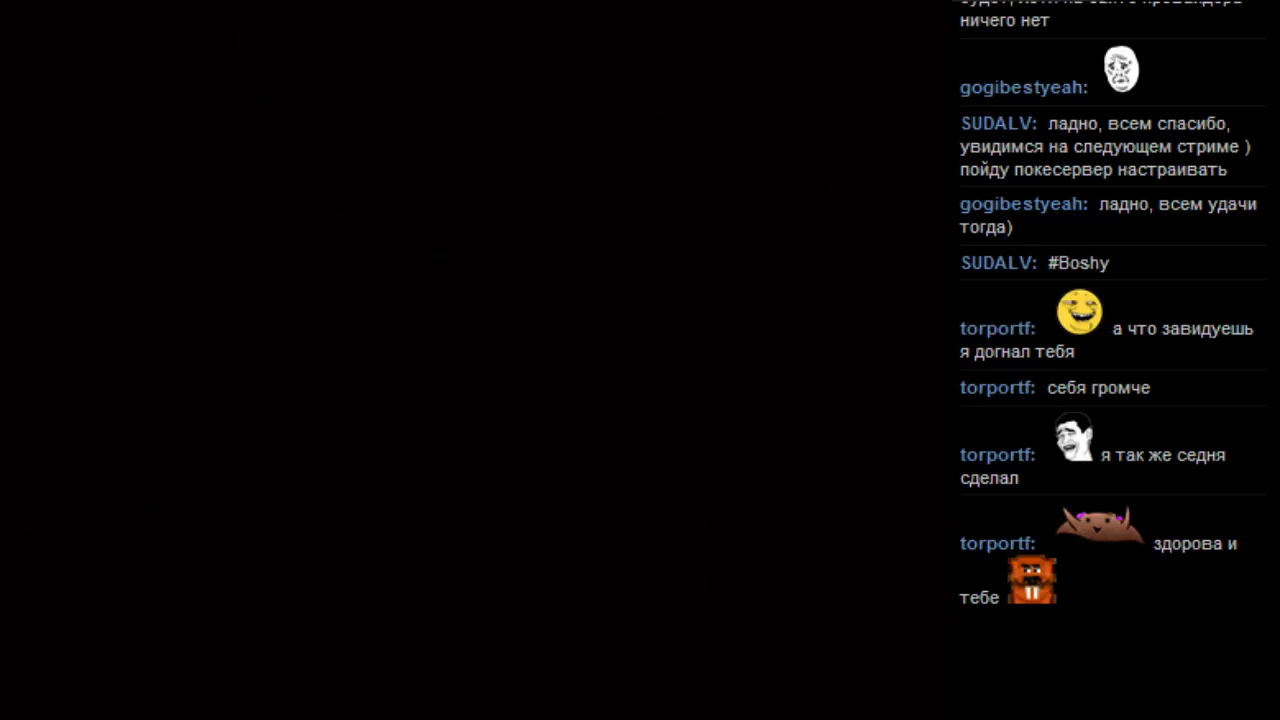 ничего нет
gogibestyeah:
SUDALV: ладно, всем спасибо,
увидимся на следующем стриме )
пойду покесервер настраивать
gogibestyeah: ладно, всем удачи
тогда)
SUDALV: #Boshy
torportf: а что завидуешь
я догнал тебя
torportf: себя громче
torportf: я так же седня
сделал
torportf: здорова и
тебе